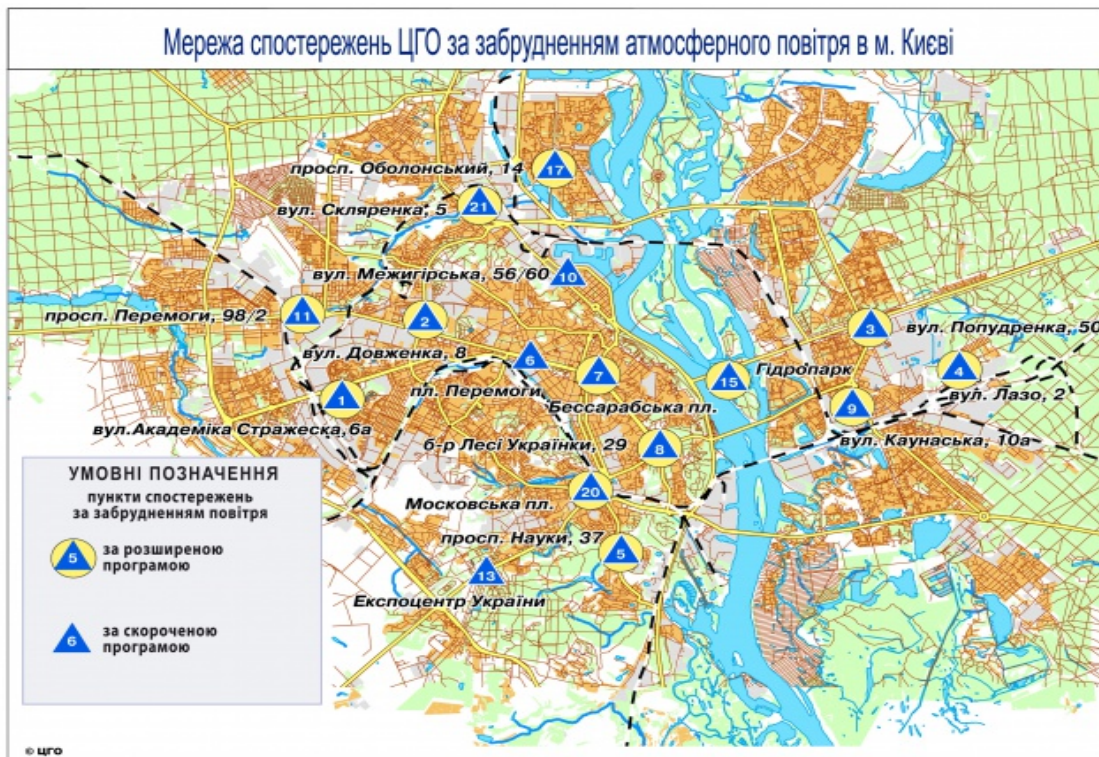 Мережа спостережень ЦГО за забрудненням атмосферного повітря в м. Києві
просп. Оболонський, 14
17
вул. Скляренка, 5
21
вул. Межигірська, 56/60
10
просп. Перемоги, 98/2
11
2
3
вул. Попудренка, 50
вул. Довженка, 8
6
7
15
Гідропарк
4
пл. Перемоги
вул. Лазо, 2
1
Бессарабська пл.
9
вул.Академіка Стражеска,6а
б-р Лесі Українки, 29
8
вул. Каунаська, 10а
20
Московська пл.
просп. Науки, 37
5
13
Експоцентр України
УМОВНІ ПОЗНАЧЕННЯ
пункти спостережень
за забрудненням повітря
5
за розширеною
програмою
6
за скороченою
програмою
© ЦГО